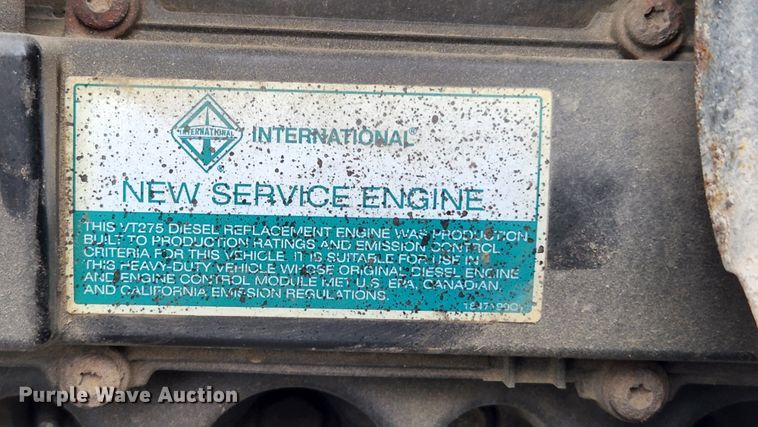 INTERNATIONAL
INTERNATIONAL®
NEW SERVICE ENGINE
THIS VT275 DIESEL REPLACEMENT ENGINE WAS PRODUCTION
BUILT TO PRODUCTION RATINGS AND EMISSION CONTROL
CRITERIA FOR THIS VEHICLE. IT IS SUITABLE FOR USE IN
THIS HEAVY-DUTY VEHICLE WHOSE ORIGINAL DIESEL ENGINE
AND ENGINE CONTROL MODULE MET U.S. EPA, CANADIAN,
AND CALIFORNIA EMISSION REGULATIONS.
Purple Wave Auction